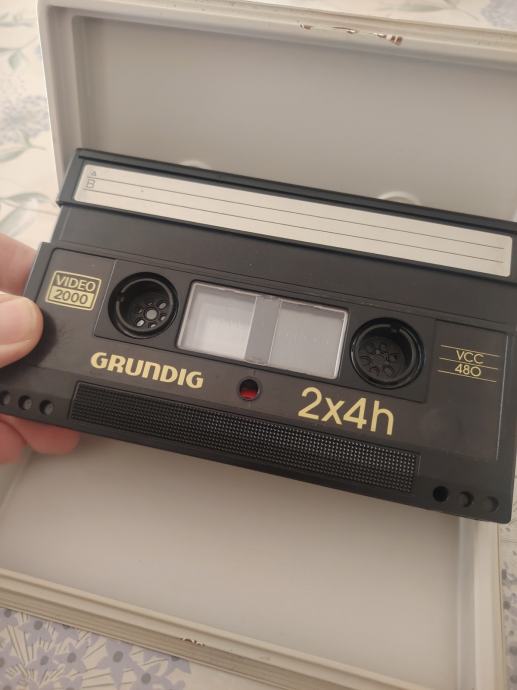 A
B
VIDEO
2000
GRUNDIG
2x4h
VCC
480